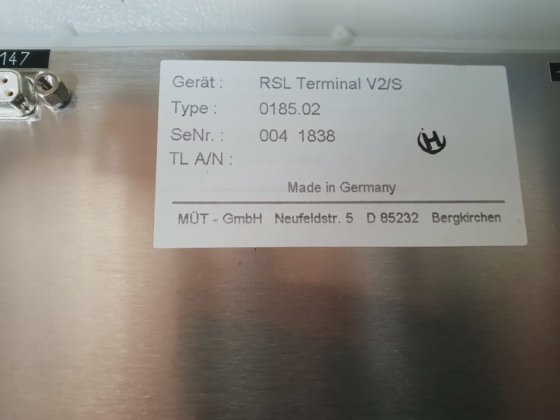 147
Gerät : RSL Terminal V2/S
Type : 0185.02
SeNr. : 004 1838
TL A/N :
Made in Germany
MÜT - GmbH Neufeldstr. 5 D 85232 Bergkirchen